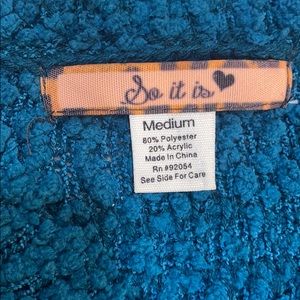 So it is
Medium
80% Polyester
20% Acrylic
Made In China
Rn #92054
See Side For Care